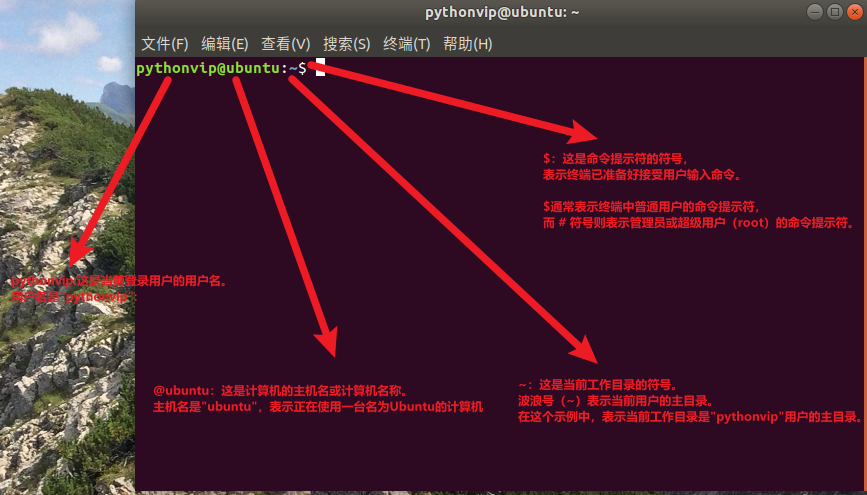 pythonvip@ubuntu: ~
文件(F) 编辑(E) 查看(V) 搜索(S) 终端(T) 帮助(H)
pythonvip@ubuntu:~$
$：这是命令提示符的符号，
表示终端已准备好接受用户输入命令。
$通常表示终端中普通用户的命令提示符，
而 # 符号则表示管理员或超级用户（root）的命令提示符。
pythonvip:这是当前登录用户的用户名。
用户名是"pythonvip"：
@ubuntu：这是计算机的主机名或计算机名称。
主机名是"ubuntu"，表示正在使用一台名为Ubuntu的计算机
~：这是当前工作目录的符号。
波浪号（~）表示当前用户的主目录。
在这个示例中，表示当前工作目录是"pythonvip"用户的主目录。